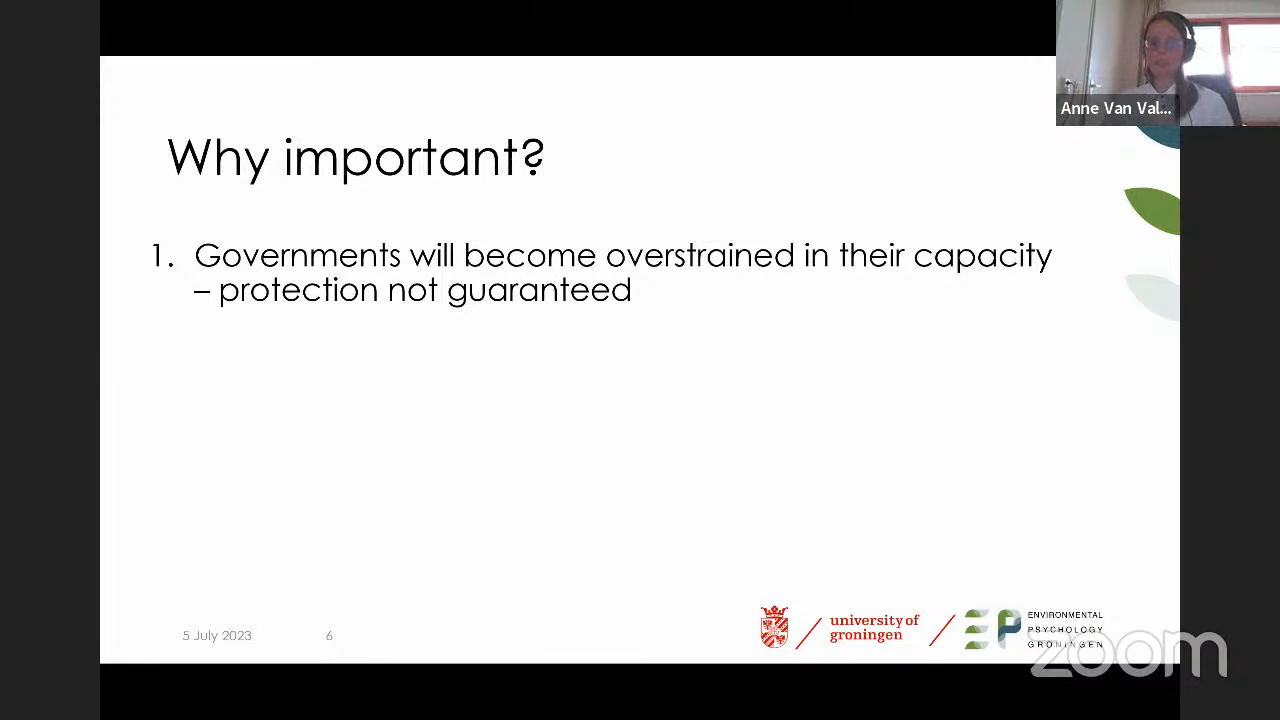 Anne Van Val...
Why important?
1. Governments will become overstrained in their capacity
– protection not guaranteed
5 July 2023
6
university of
groningen
ENVIRONMENTAL
PSYCHOLOGY
GRONINGEN
zoom